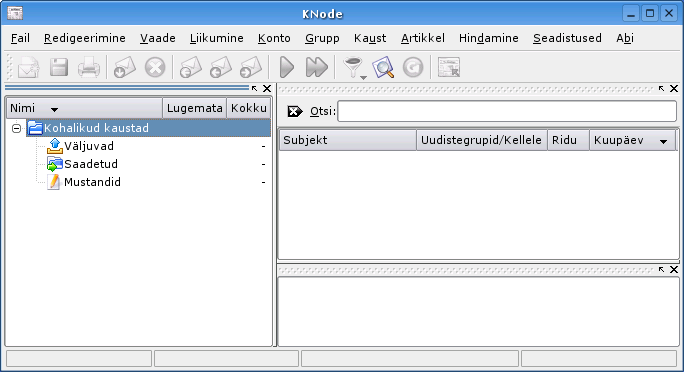 KNode
Fail Redigeerimine Vaade Liikumine Konto Grupp Kaust Artikkel Hindamine Seadistused Abi
Nimi Lugemata Kokku
Kohalikud kaustad
Väljuvad -
Saadetud -
Mustandid -
Otsi:
Subjekt Uudistegrupid/Kellele Ridu Kuupäev